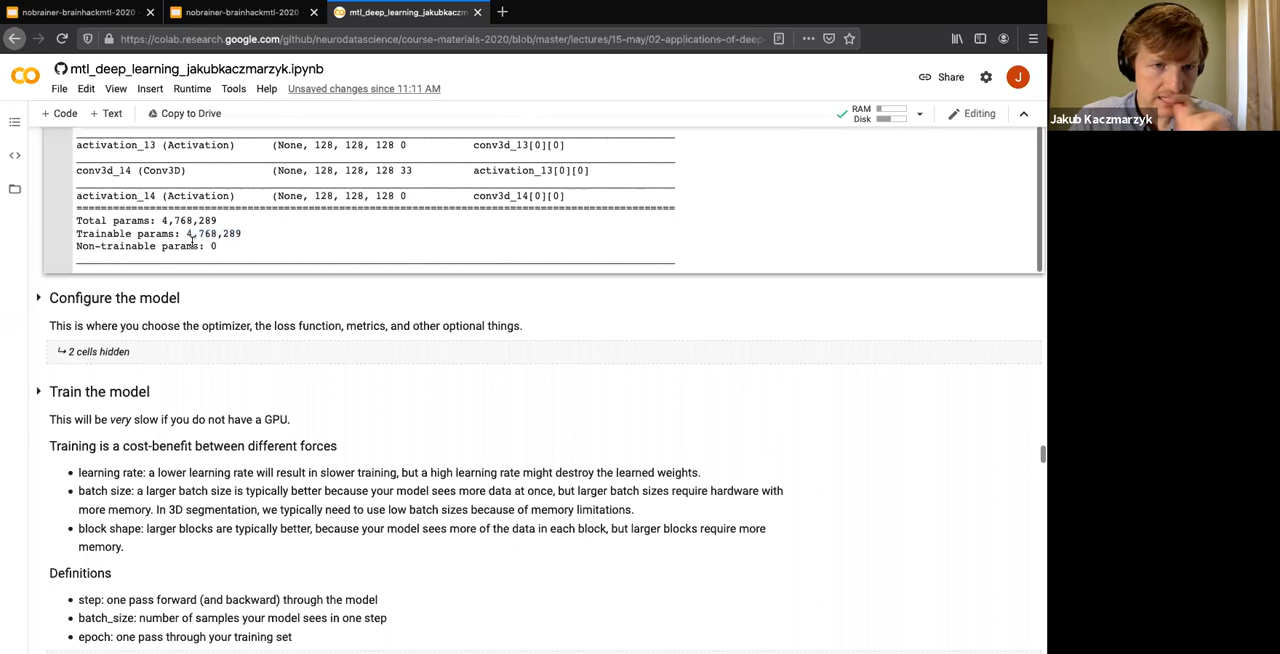 nobrainer-brainhackmtl-2020
nobrainer-brainhackmtl-2020
mtl_deep_learning_jakubkaczm
https://colab.research.google.com/github/neurodatascience/course-materials-2020/blob/master/lectures/15-may/02-applications-of-deep-
mtl_deep_learning_jakubkaczmarzyk.ipynb
Share
J
File Edit View Insert Runtime Tools Help Unsaved changes since 11:11 AM
+ Code + Text Copy to Drive
RAM
Disk
Editing
Jakub Kaczmarzyk
activation_13 (Activation) (None, 128, 128, 128 0 conv3d_13[0][0]
conv3d_14 (Conv3D) (None, 128, 128, 128 33 activation_13[0][0]
activation_14 (Activation) (None, 128, 128, 128 0 conv3d_14[0][0]
Total params: 4,768,289
Trainable params: 4,768,289
Non-trainable params: 0
Configure the model
This is where you choose the optimizer, the loss function, metrics, and other optional things.
2 cells hidden
Train the model
This will be very slow if you do not have a GPU.
Training is a cost-benefit between different forces
• learning rate: a lower learning rate will result in slower training, but a high learning rate might destroy the learned weights.
• batch size: a larger batch size is typically better because your model sees more data at once, but larger batch sizes require hardware with
more memory. In 3D segmentation, we typically need to use low batch sizes because of memory limitations.
• block shape: larger blocks are typically better, because your model sees more of the data in each block, but larger blocks require more
memory.
Definitions
• step: one pass forward (and backward) through the model
• batch_size: number of samples your model sees in one step
• epoch: one pass through your training set